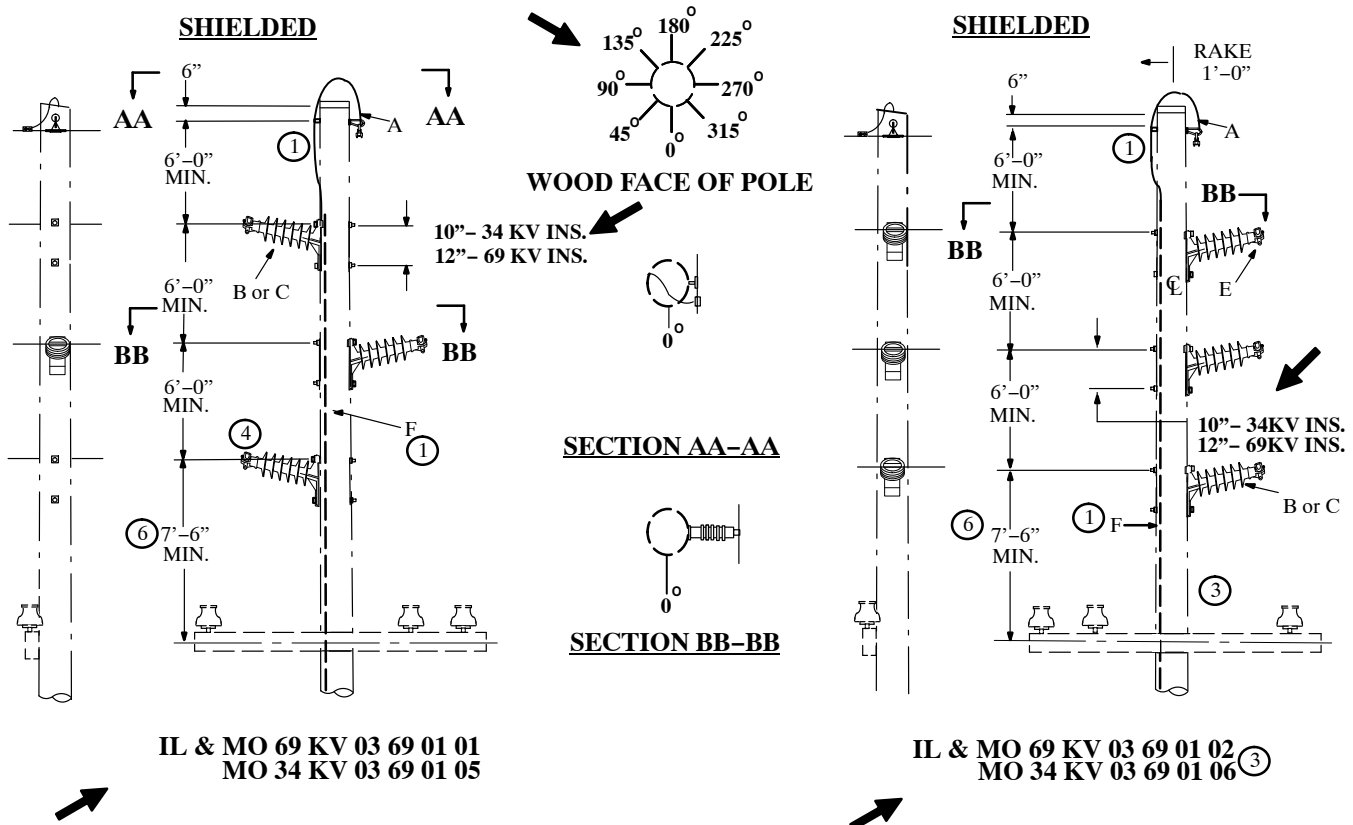 SHIELDED
6”
AA
AA
A
1
6’–0”
MIN.
10”– 34 KV INS.
12”– 69 KV INS.
B or C
6’–0”
MIN.
BB
BB
6’–0”
MIN.
4
F
1
6
7’–6”
MIN.
IL & MO 69 KV 03 69 01 01
MO 34 KV 03 69 01 05
180°
135°
225°
90°
270°
45°
315°
0°
WOOD FACE OF POLE
0°
SECTION AA–AA
0°
SECTION BB–BB
SHIELDED
RAKE
1’–0”
6”
A
1
6’–0”
MIN.
BB
BB
℄
E
6’–0”
MIN.
6’–0”
MIN.
10”– 34KV INS.
12”– 69KV INS.
B or C
6
7’–6”
MIN.
1
F
3
IL & MO 69 KV 03 69 01 02
MO 34 KV 03 69 01 06
3